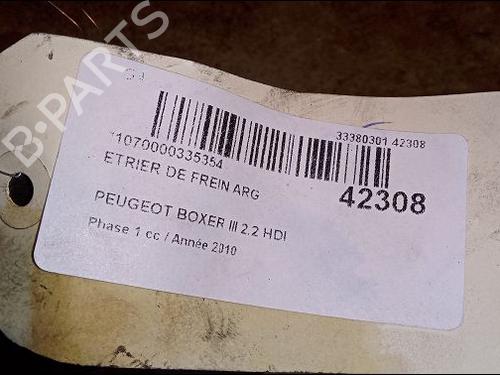 33380301 42308
*1070000335354
42308
ETRIER DE FREIN ARG
PEUGEOT BOXER III 2.2 HDI
Phase 1 cc / Année 2010
B-PARTS